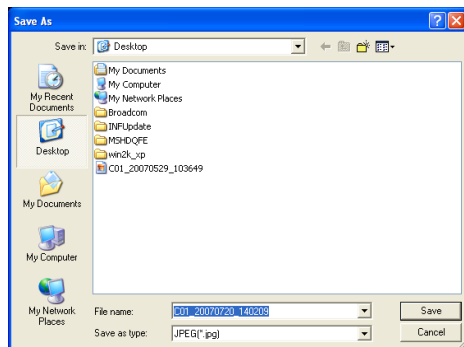 Save As
Save in:
Desktop
My Documents
My Computer
My Network Places
Broadcom
INFUpdate
MSHDQFE
win2k_xp
C01_20070529_103649
My Recent
Documents
Desktop
My Documents
My Computer
My Network
Places
File name:
C01_20070720_140209
Save
Save as type:
JPEG(*.jpg)
Cancel